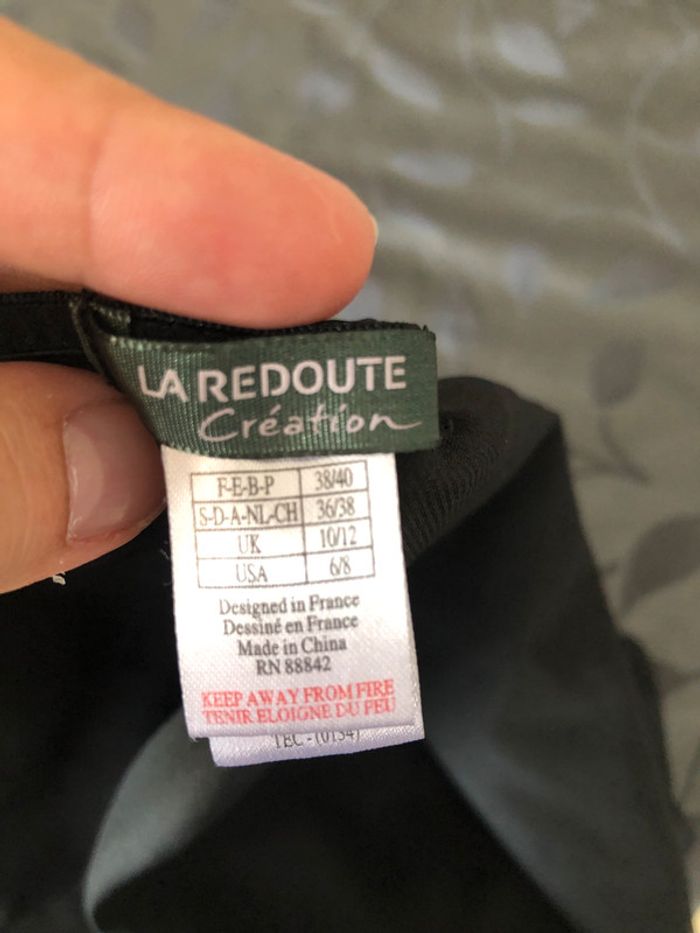 LA REDOUTE
Création
F-E-B-P 38/40
S-D-A-NL-CH 36/38
UK 10/12
USA 6/8
Designed in France
Dessiné en France
Made in China
RN 88842
KEEP AWAY FROM FIRE
TENIR ELOIGNE DU FEU